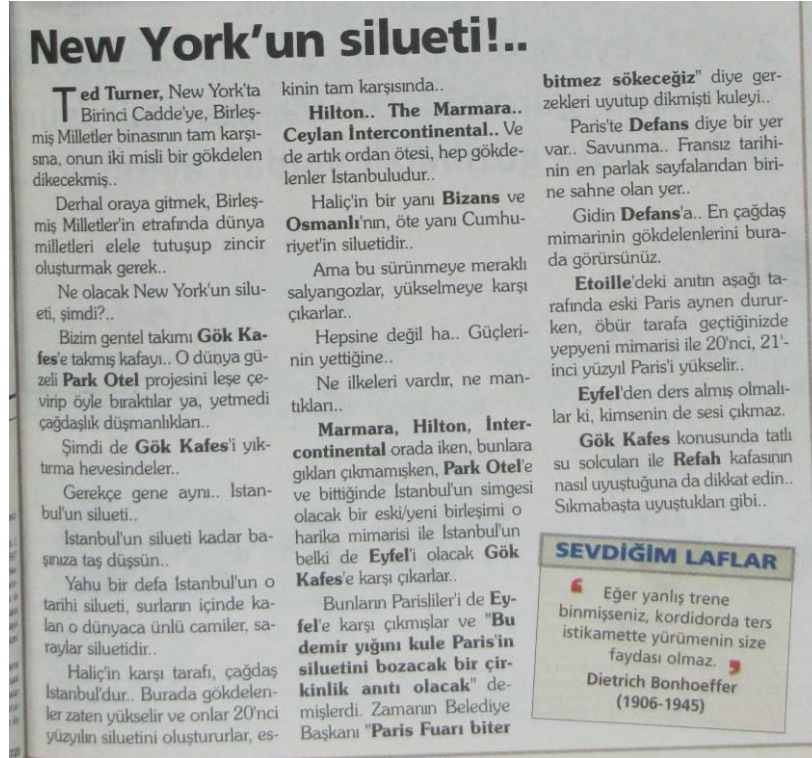 New York'un silueti!..
Ted Turner, New York'ta
Birinci Cadde'ye, Birleş-
miş Milletler binasının tam karşı-
sına, onun iki misli bir gökdelen
dikecekmiş..
Derhal oraya gitmek, Birleş-
miş Milletler'in etrafında dünya
milletleri elele tutuşup zincir
oluşturmak gerek..
Ne olacak New York'un silu-
eti, şimdi?..
Bizim gentel takımı Gök Ka-
fes'e takmış kafayı.. O dünya gü-
zeli Park Otel projesini leşe çe-
virip öyle bıraktılar ya, yetmedi
çağdaşlık düşmanlıkları..
Şimdi de Gök Kafes'i yık-
tırma hevesindeler..
Gerekçe gene aynı.. İstan-
bul'un silueti..
İstanbul'un silueti kadar ba-
şınıza taş düşsün..
Yahu bir defa İstanbul'un o
tarihi silueti, surların içinde ka-
lan o dünyaca ünlü camiler, sa-
raylar siluetidir..
Haliç'in karşı tarafı, çağdaş
İstanbul'dur.. Burada gökdelen-
ler zaten yükselir ve onlar 20'nci
yüzyılın siluetini oluştururlar, es-
kinin tam karşısında..
Hilton.. The Marmara..
Ceylan İntercontinental.. Ve
de artık ordan ötesi, hep gökde-
lenler İstanbuludur..
Haliç'in bir yanı Bizans ve
Osmanlı'nın, öte yanı Cumhu-
riyet'in siluetidir..
Ama bu sürünmeye meraklı
salyangozlar, yükselmeye karşı
çıkarlar..
Hepsine değil ha.. Güçleri-
nin yettiğine..
Ne ilkeleri vardır, ne man-
tıkları..
Marmara, Hilton, İnter-
continental orada iken, bunlara
gıkları çıkmamışken, Park Otel'e
ve bittiğinde İstanbul'un simgesi
olacak bir eski/yeni birleşimi o
harika mimarisi ile İstanbul'un
belki de Eyfel'i olacak Gök
Kafes'e karşı çıkarlar..
Bunların Parisliler'i de Ey-
fel'e karşı çıkmışlar ve "Bu
demir yığını kule Paris'in
siluetini bozacak bir çir-
kinlik anıtı olacak" de-
mişlerdi. Zamanın Belediye
Başkanı "Paris Fuarı biter
bitmez sökeceğiz" diye ger-
zekleri uyutup dikmişti kuleyi..
Paris'te Defans diye bir yer
var.. Savunma.. Fransız tarihi-
nin en parlak sayfalarıdan biri-
ne sahne olan yer..
Gidin Defans'a.. En çağdaş
mimarinin gökdelenlerini bura-
da görürsünüz.
Etoille'deki anıtın aşağı ta-
rafında eski Paris aynen durur-
ken, öbür tarafa geçtiğinizde
yepyeni mimarisi ile 20'nci, 21'-
inci yüzyıl Paris'i yükselir..
Eyfel'den ders almış olmalı-
lar ki, kimsenin de sesi çıkmaz.
Gök Kafes konusunda tatlı
su solcuları ile Refah kafasının
nasıl uyuştuğuna da dikkat edin..
Sıkmabaşta uyuştukları gibi..
SEVDİĞİM LAFLAR
Eğer yanlış trene
binmişseniz, kordidorda ters
istikamette yürümenin size
faydası olmaz.
Dietrich Bonhoeffer
(1906-1945)